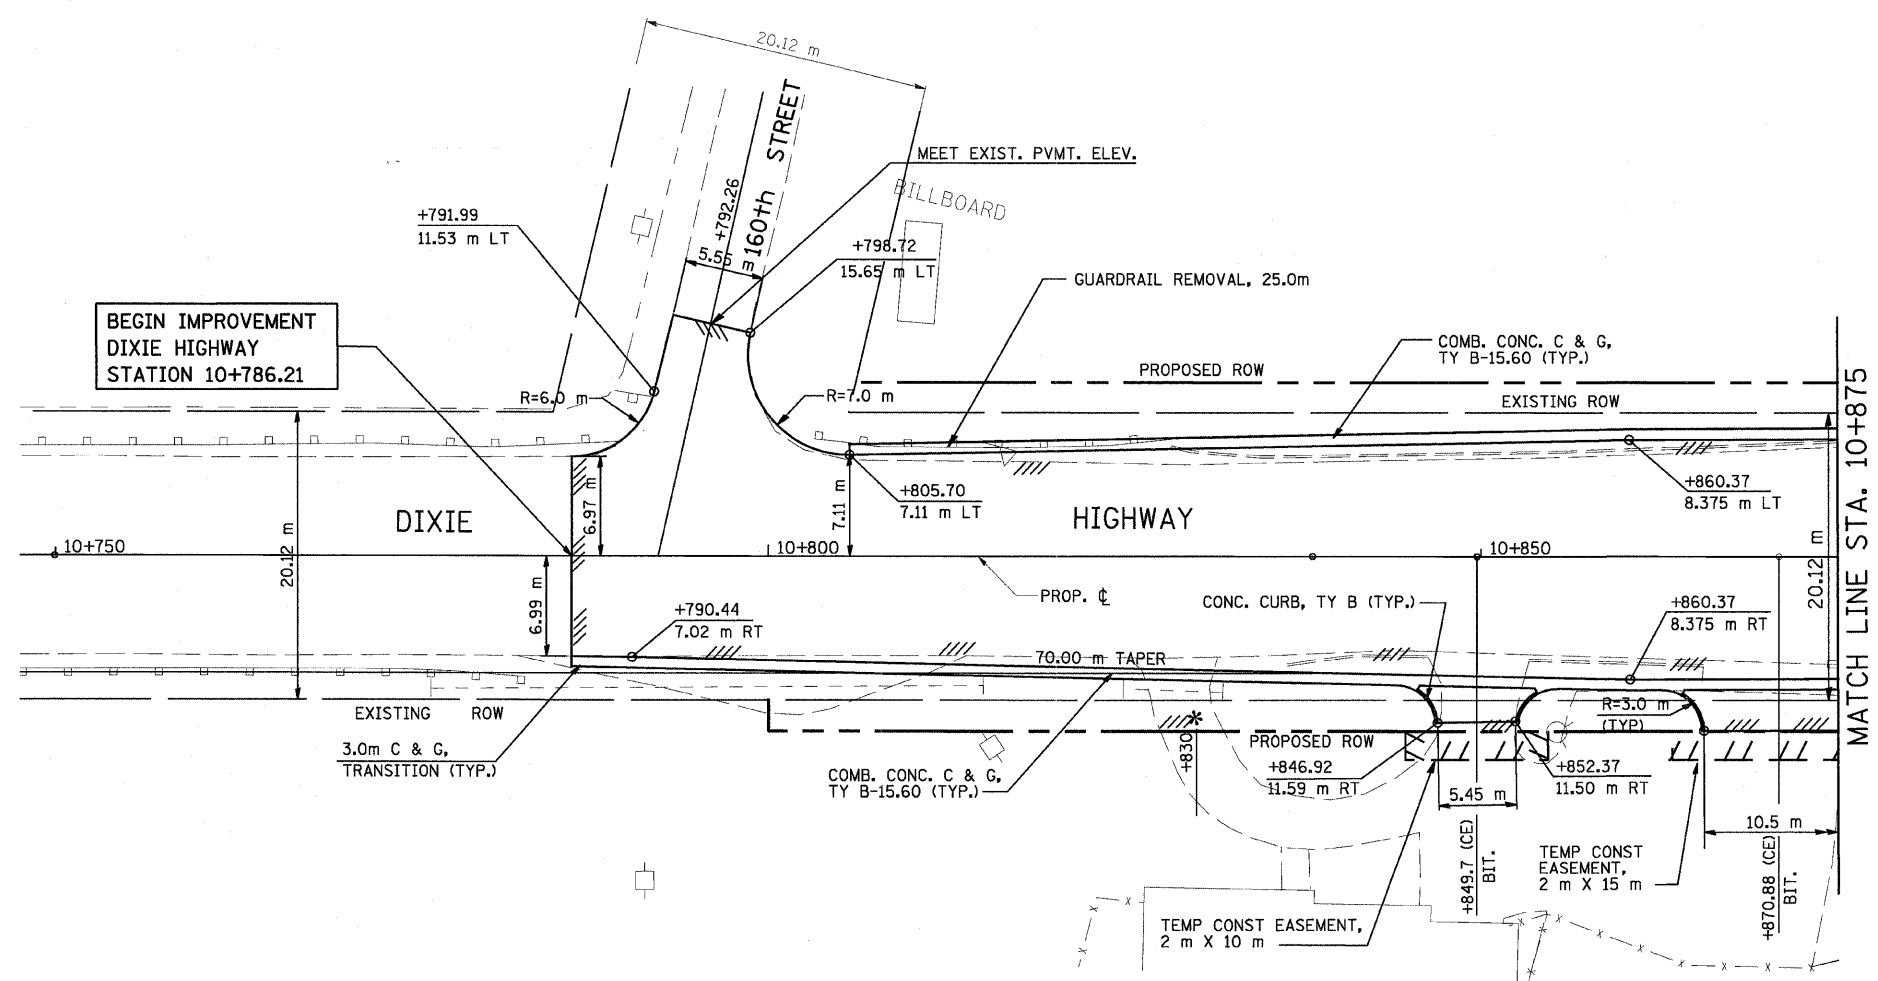 20.12 m
160th STREET
+792.26
5.55 m
MEET EXIST. PVMT. ELEV.
BILLBOARD
+791.99
11.53 m LT
+798.72
15.65 m LT
GUARDRAIL REMOVAL, 25.0m
BEGIN IMPROVEMENT
DIXIE HIGHWAY
STATION 10+786.21
COMB. CONC. C & G,
TY B-15.60 (TYP.)
PROPOSED ROW
EXISTING ROW
R=6.0 m
R=7.0 m
MATCH LINE STA. 10+875
+805.70
7.11 m LT
+860.37
8.375 m LT
6.97 m
7.11 m
DIXIE
HIGHWAY
10+750
10+800
10+850
20.12 m
20.12 m
6.99 m
PROP. ℄
CONC. CURB, TY B (TYP.)
+790.44
7.02 m RT
+860.37
8.375 m RT
70.00 m TAPER
EXISTING ROW
R=3.0 m
(TYP)
3.0m C & G,
TRANSITION (TYP.)
+830
PROPOSED ROW
COMB. CONC. C & G,
TY B-15.60 (TYP.)
+846.92
11.59 m RT
+852.37
11.50 m RT
5.45 m
10.5 m
+849.7 (CE)
BIT.
TEMP CONST
EASEMENT,
2 m X 15 m
+870.88 (CE)
BIT.
TEMP CONST EASEMENT,
2 m X 10 m